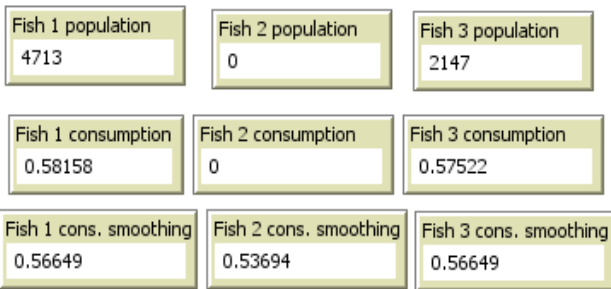 Fish 1 population
Fish 2 population
Fish 3 population
4713
0
2147
Fish 1 consumption
Fish 2 consumption
Fish 3 consumption
0.58158
0
0.57522
Fish 1 cons. smoothing
Fish 2 cons. smoothing
Fish 3 cons. smoothing
0.56649
0.53694
0.56649